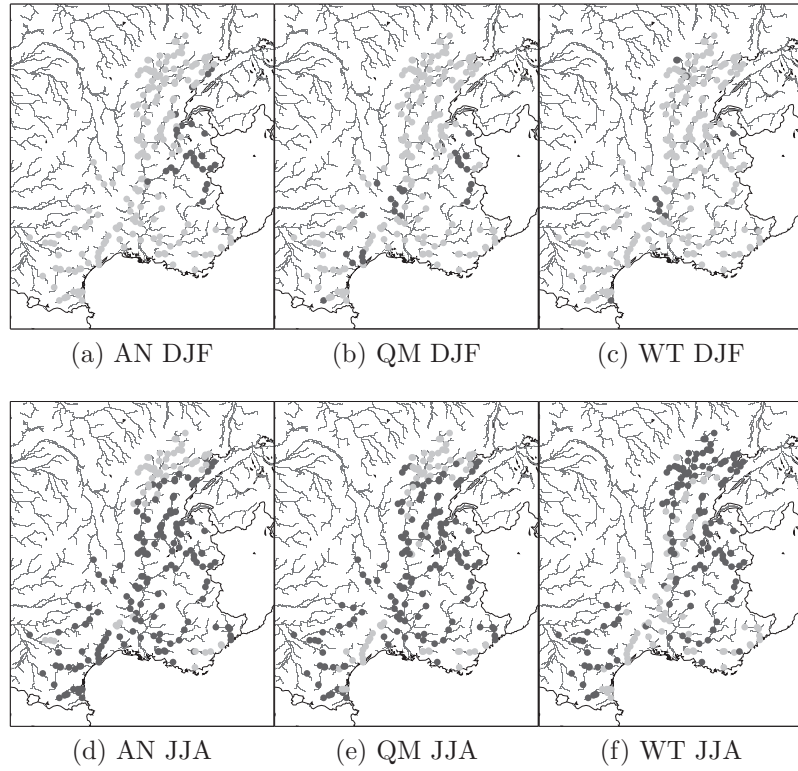 (a) AN DJF
(b) QM DJF
(c) WT DJF
(d) AN JJA
(e) QM JJA
(f) WT JJA